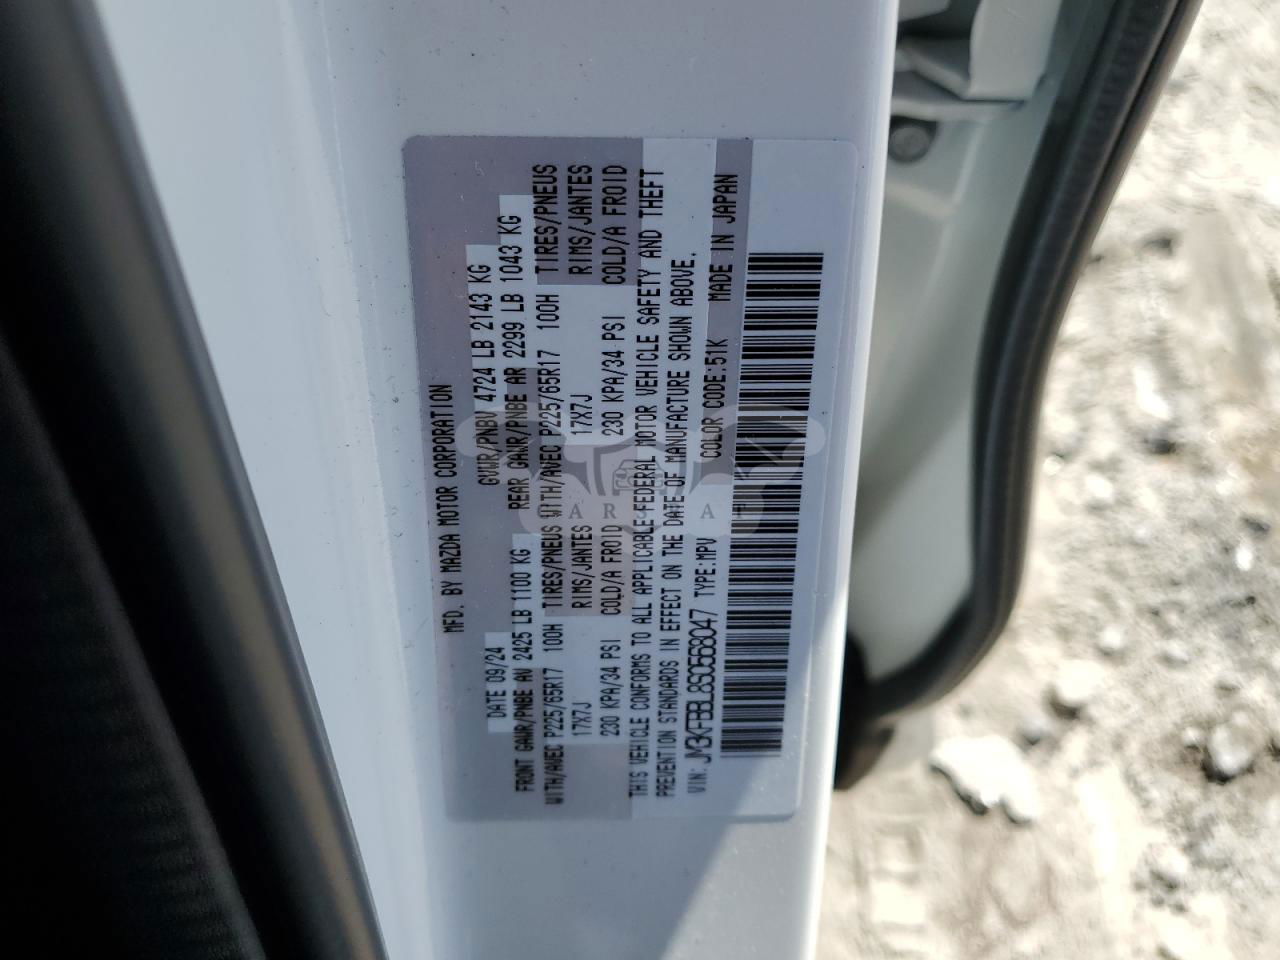 MFD. BY MAZDA MOTOR CORPORATION
DATE 09/24 GVWR/PNBV 4724 LB 2143 KG
FRONT GAWR/PNBE AV 2425 LB 1100 KG REAR GAWR/PNBE AR 2299 LB 1043 KG
WITH/AVEC P225/65R17 100H TIRES/PNEUS WITH/AVEC P225/65R17 100H TIRES/PNEUS
17X7J RIMS/JANTES 17X7J RIMS/JANTES
230 KPA/34 PSI COLD/A FROID 230 KPA/34 PSI COLD/A FROID
THIS VEHICLE CONFORMS TO ALL APPLICABLE FEDERAL MOTOR VEHICLE SAFETY AND THEFT
PREVENTION STANDARDS IN EFFECT ON THE DATE OF MANUFACTURE SHOWN ABOVE.
VIN: JM3KFBBL8S0568047 TYPE:MPV COLOR CODE:51K MADE IN JAPAN